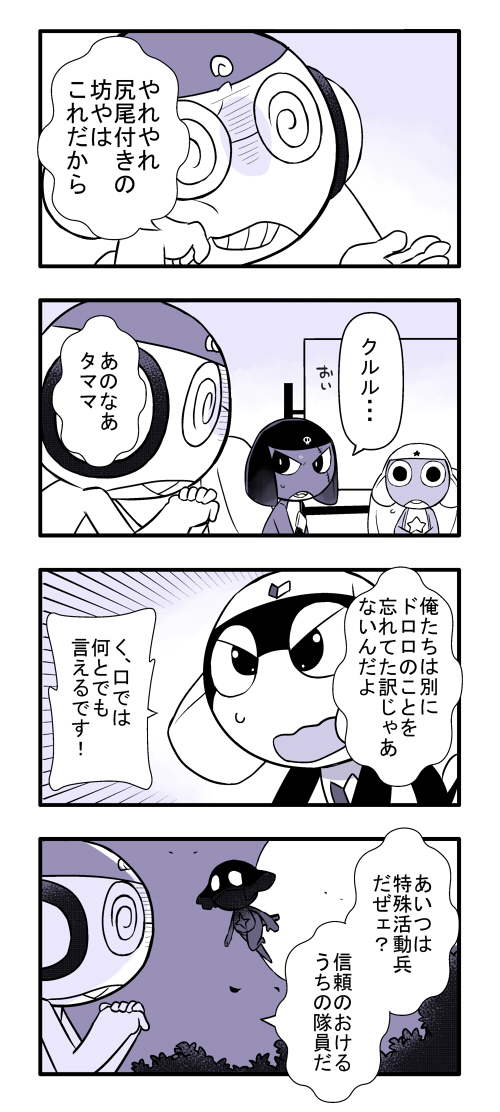 やれやれ
尻尾付きの
坊やは
これだから
クルル…
おい
あのなあ
タママ
俺たちは別に
ドロロのことを
忘れてた訳じゃあ
ないんだよ
く、口では
何とでも
言えるです！
あいつは
特殊活動兵
だぜェ？
信頼のおける
うちの隊員だ